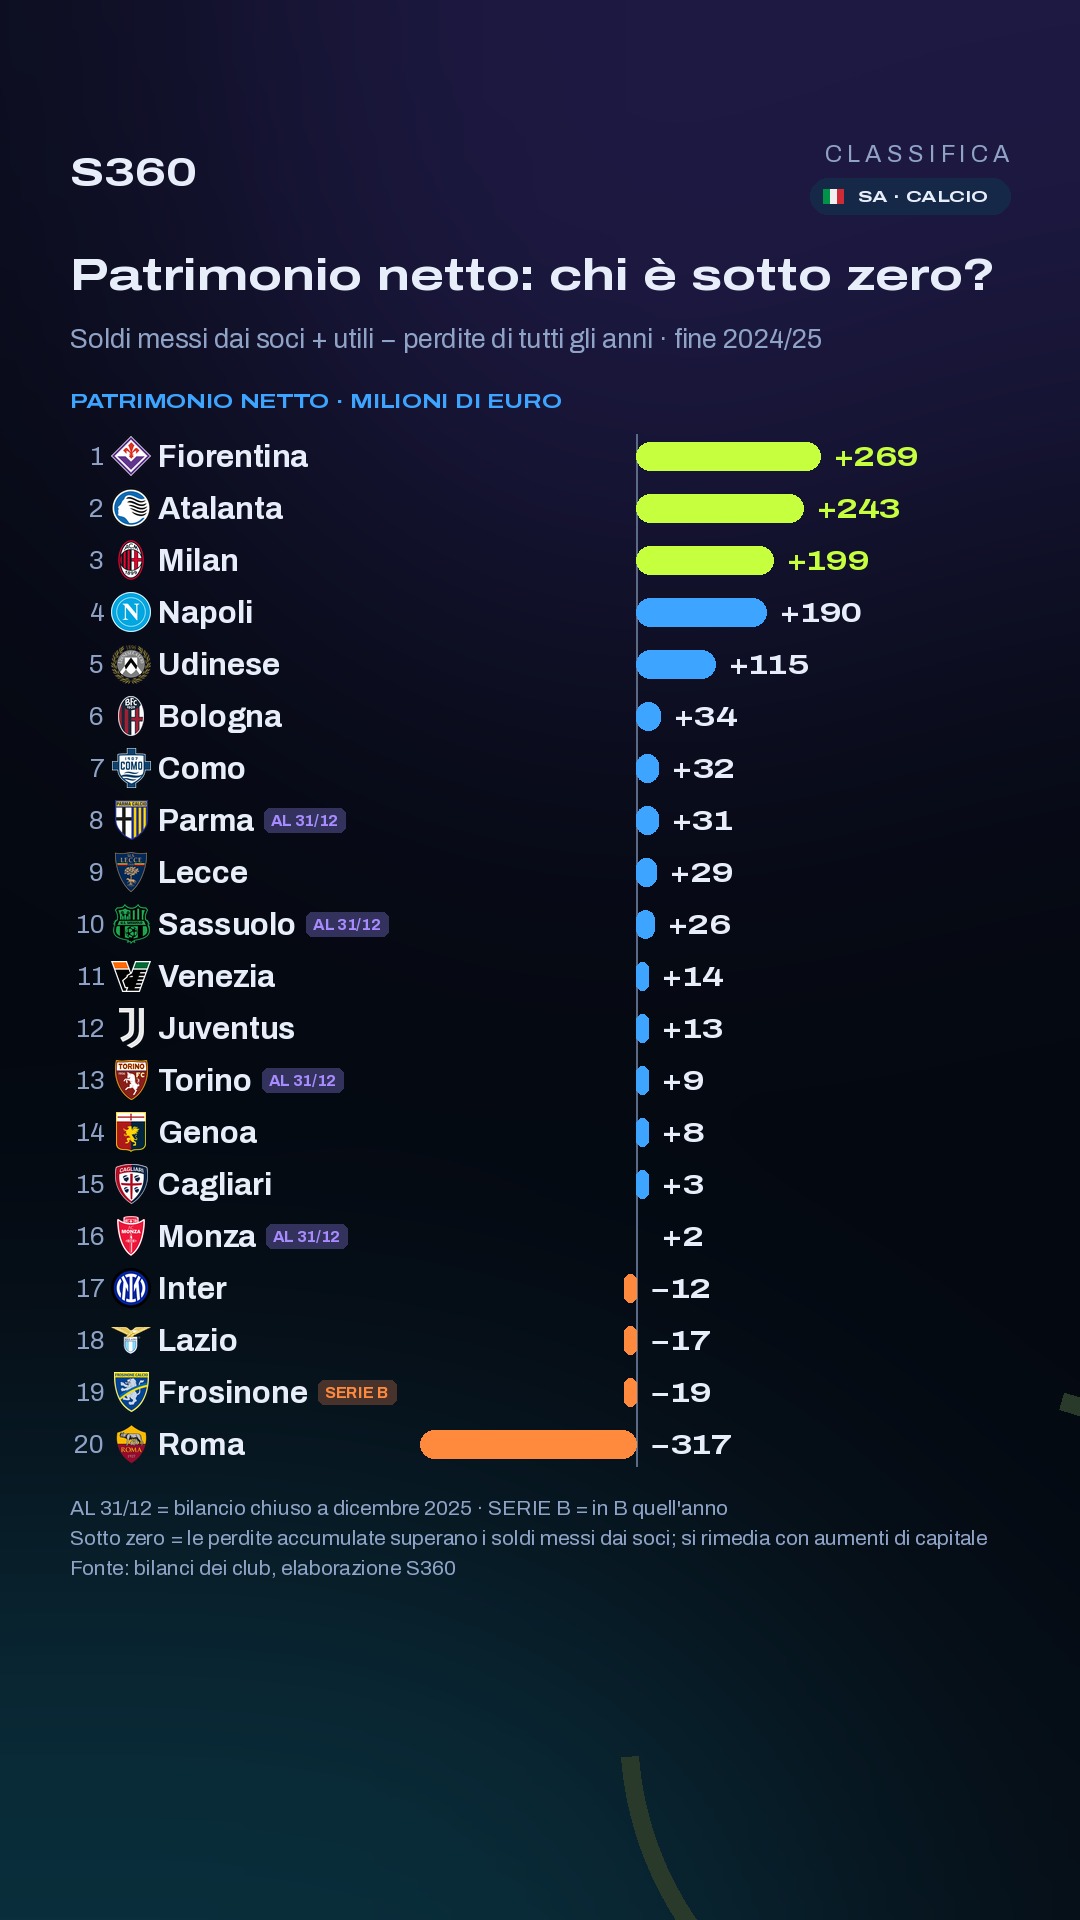 S360
CLASSIFICA
SA · CALCIO
Patrimonio netto: chi è sotto zero?
Soldi messi dai soci + utili – perdite di tutti gli anni · fine 2024/25
PATRIMONIO NETTO · MILIONI DI EURO
1 Fiorentina +269
2 Atalanta +243
3 Milan +199
4 Napoli +190
5 Udinese +115
6 Bologna +34
7 Como +32
8 Parma AL 31/12 +31
9 Lecce +29
10 Sassuolo AL 31/12 +26
11 Venezia +14
12 Juventus +13
13 Torino AL 31/12 +9
14 Genoa +8
15 Cagliari +3
16 Monza AL 31/12 +2
17 Inter –12
18 Lazio –17
19 Frosinone SERIE B –19
20 Roma –317
AL 31/12 = bilancio chiuso a dicembre 2025 · SERIE B = in B quell'anno
Sotto zero = le perdite accumulate superano i soldi messi dai soci; si rimedia con aumenti di capitale
Fonte: bilanci dei club, elaborazione S360